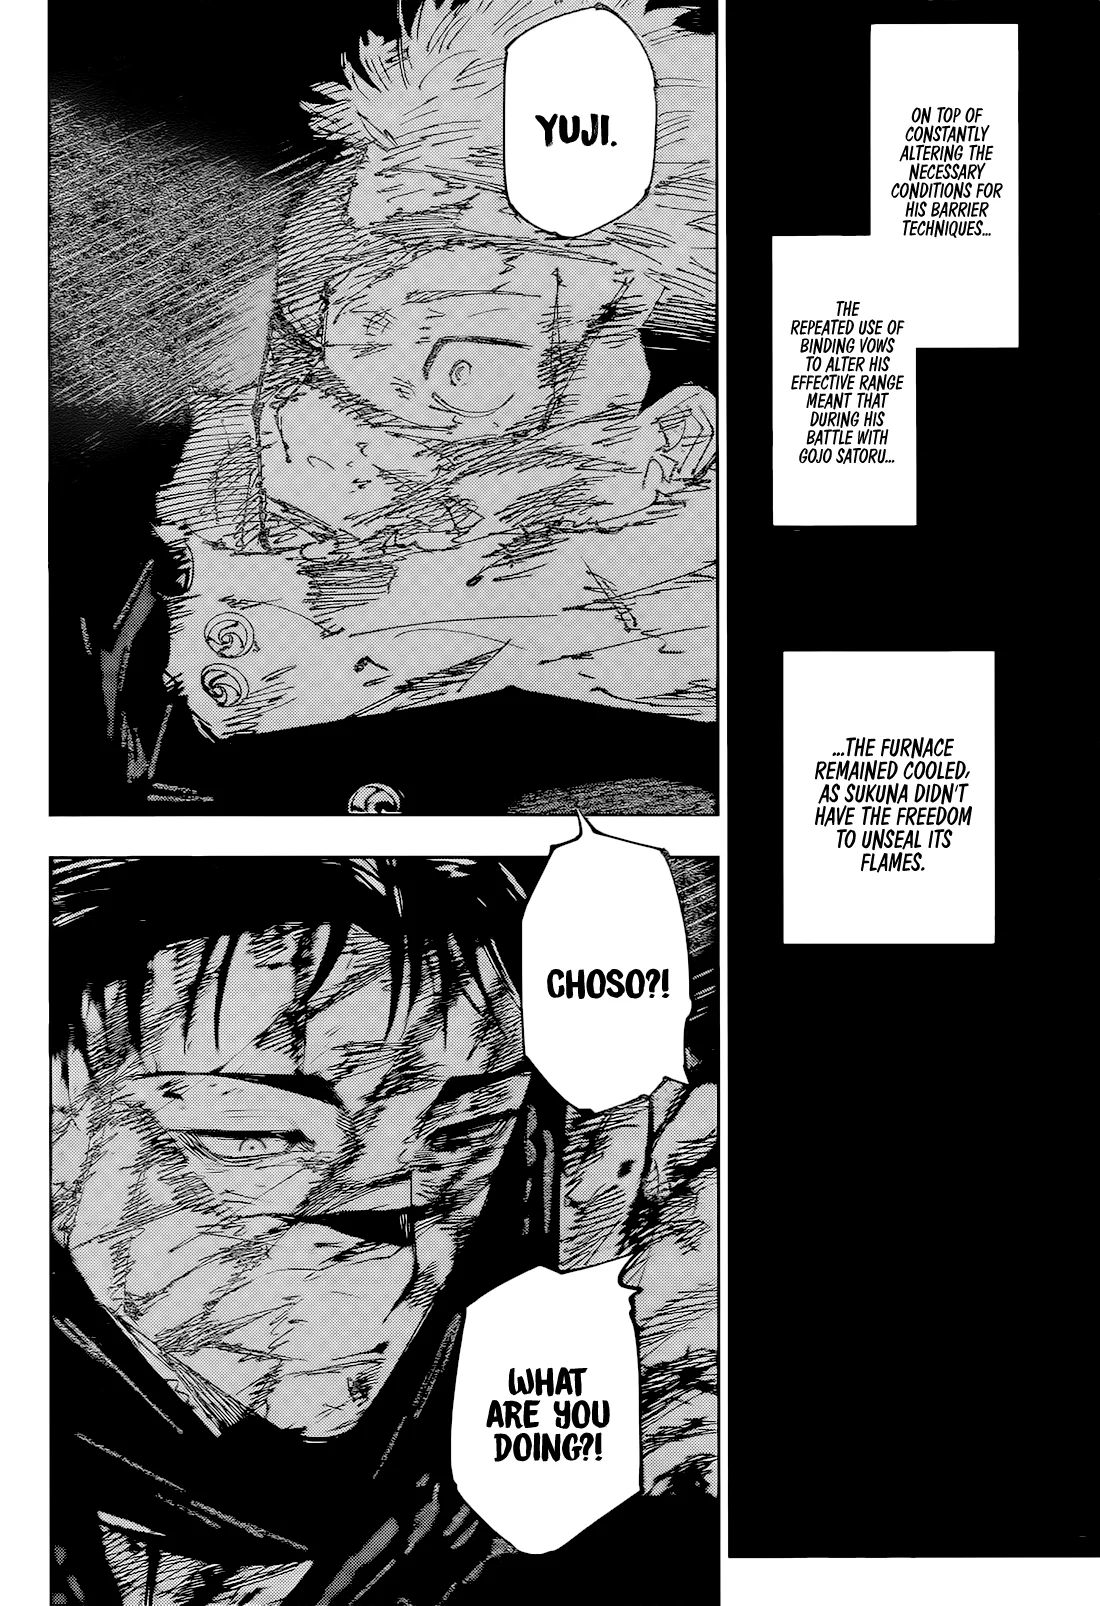 ON TOP OF
CONSTANTLY
ALTERING THE
NECESSARY
CONDITIONS FOR
HIS BARRIER
TECHNIQUES...
THE
REPEATED USE OF
BINDING VOWS
TO ALTER HIS
EFFECTIVE RANGE
MEANT THAT
DURING HIS
BATTLE WITH
GOJO SATORU...
...THE FURNACE
REMAINED COOLED,
AS SUKUNA DIDN'T
HAVE THE FREEDOM
TO UNSEAL ITS
FLAMES.
YUJI.
CHOSO?!
WHAT
ARE YOU
DOING?!